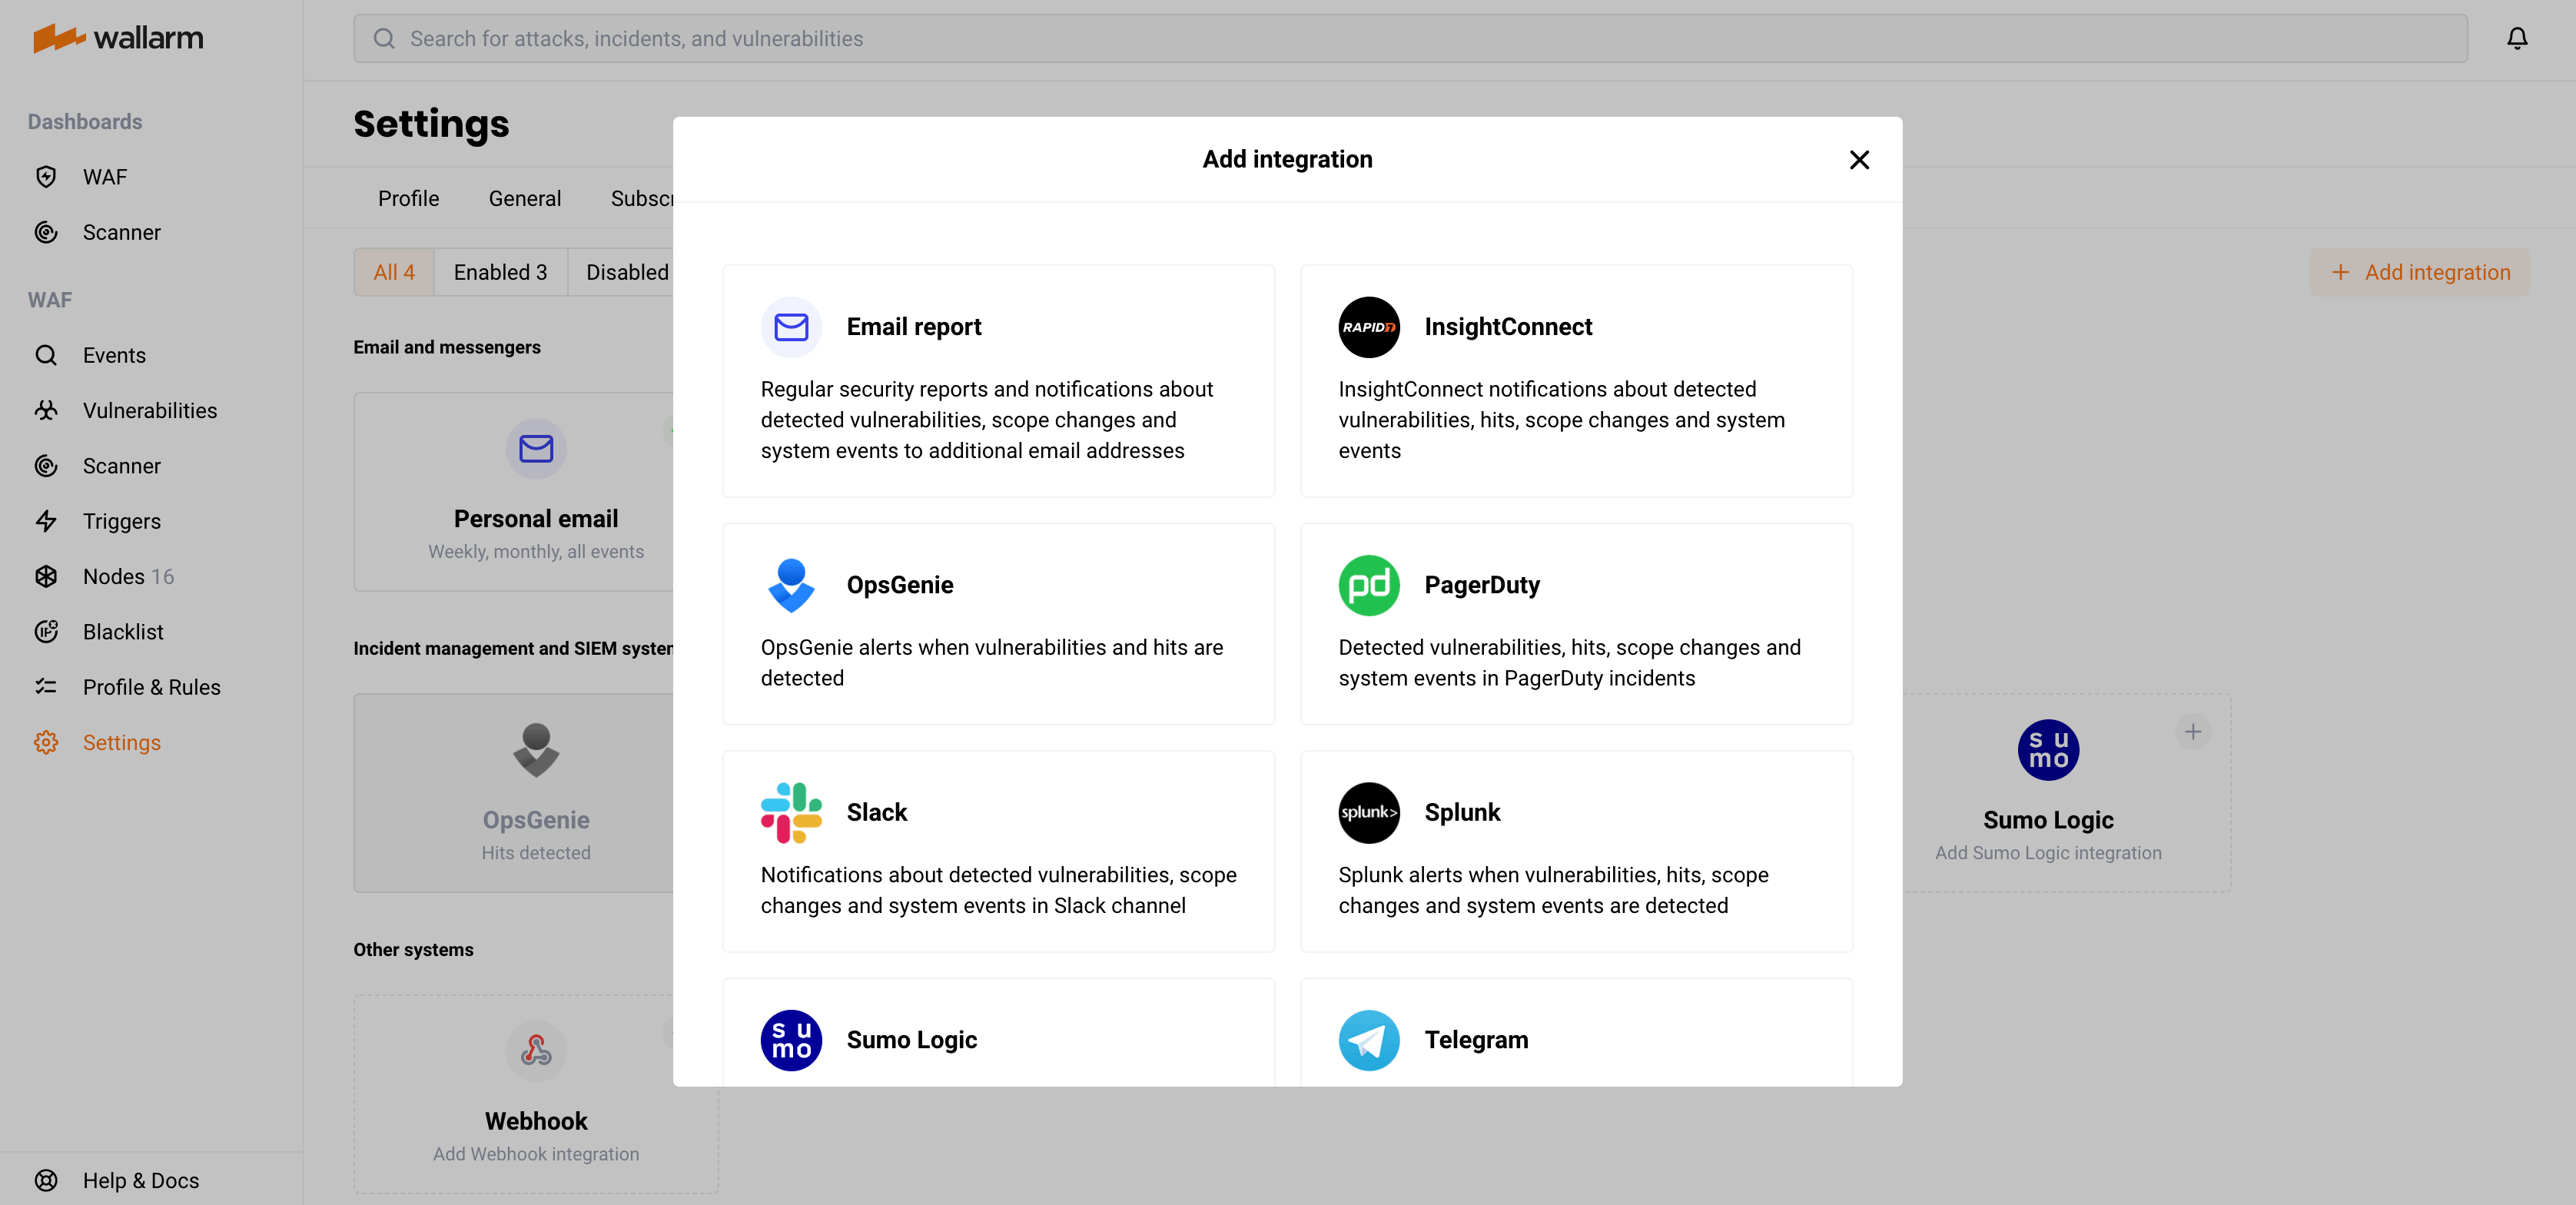 wallarm
Search for attacks, incidents, and vulnerabilities
Dashboards
WAF
Scanner
WAF
Events
Vulnerabilities
Scanner
Triggers
Nodes 16
Blacklist
Profile & Rules
Settings
Help & Docs
Settings
Profile General
All 4 Enabled 3 Disabled
Add integration
Email and messengers
Personal email
Weekly, monthly, all events
Incident management and SIEM
OpsGenie
Hits detected
sumo
Sumo Logic
Add Sumo Logic integration
Other systems
Webhook
Add Webhook integration
Add integration
Email report
Regular security reports and notifications about
detected vulnerabilities, scope changes and
system events to additional email addresses
RAPID7
InsightConnect
InsightConnect notifications about detected
vulnerabilities, hits, scope changes and system
events
OpsGenie
OpsGenie alerts when vulnerabilities and hits are
detected
pd
PagerDuty
Detected vulnerabilities, hits, scope changes and
system events in PagerDuty incidents
Slack
Notifications about detected vulnerabilities, scope
changes and system events in Slack channel
splunk>
Splunk
Splunk alerts when vulnerabilities, hits, scope
changes and system events are detected
sumo
Sumo Logic
Telegram